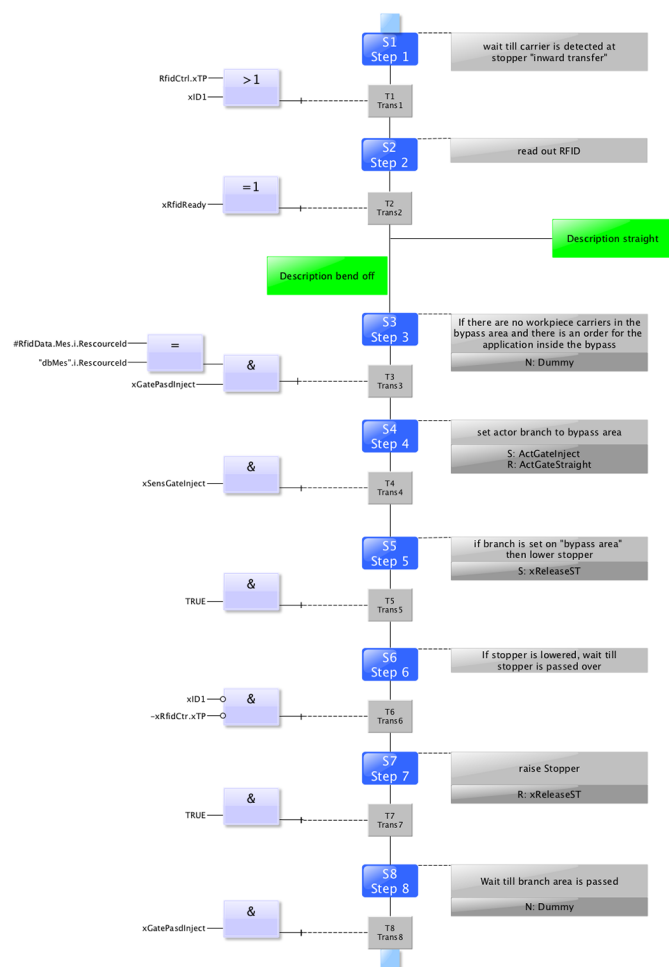 S1
Step 1
wait till carrier is detected at
stopper "inward transfer"
RfidCtrl.xTP
xID1
>1
T1
Trans1
S2
Step 2
read out RFID
xRfidReady
=1
T2
Trans2
Description straight
Description bend off
S3
Step 3
If there are no workpiece carriers in the
bypass area and there is an order for the
application inside the bypass
N: Dummy
#RfidData.Mes.i.RescourceId
"dbMes".i.RescourceId
=
xGatePasdInject
&
T3
Trans3
S4
Step 4
set actor branch to bypass area
S: ActGateInject
R: ActGateStraight
xSensGateInject
&
T4
Trans4
S5
Step 5
if branch is set on "bypass area"
then lower stopper
S: xReleaseST
TRUE
&
T5
Trans5
S6
Step 6
If stopper is lowered, wait till
stopper is passed over
xID1
-xRfidCtr.xTP
&
T6
Trans6
S7
Step 7
raise Stopper
R: xReleaseST
TRUE
&
T7
Trans7
S8
Step 8
Wait till branch area is passed
N: Dummy
xGatePasdInject
&
T8
Trans8